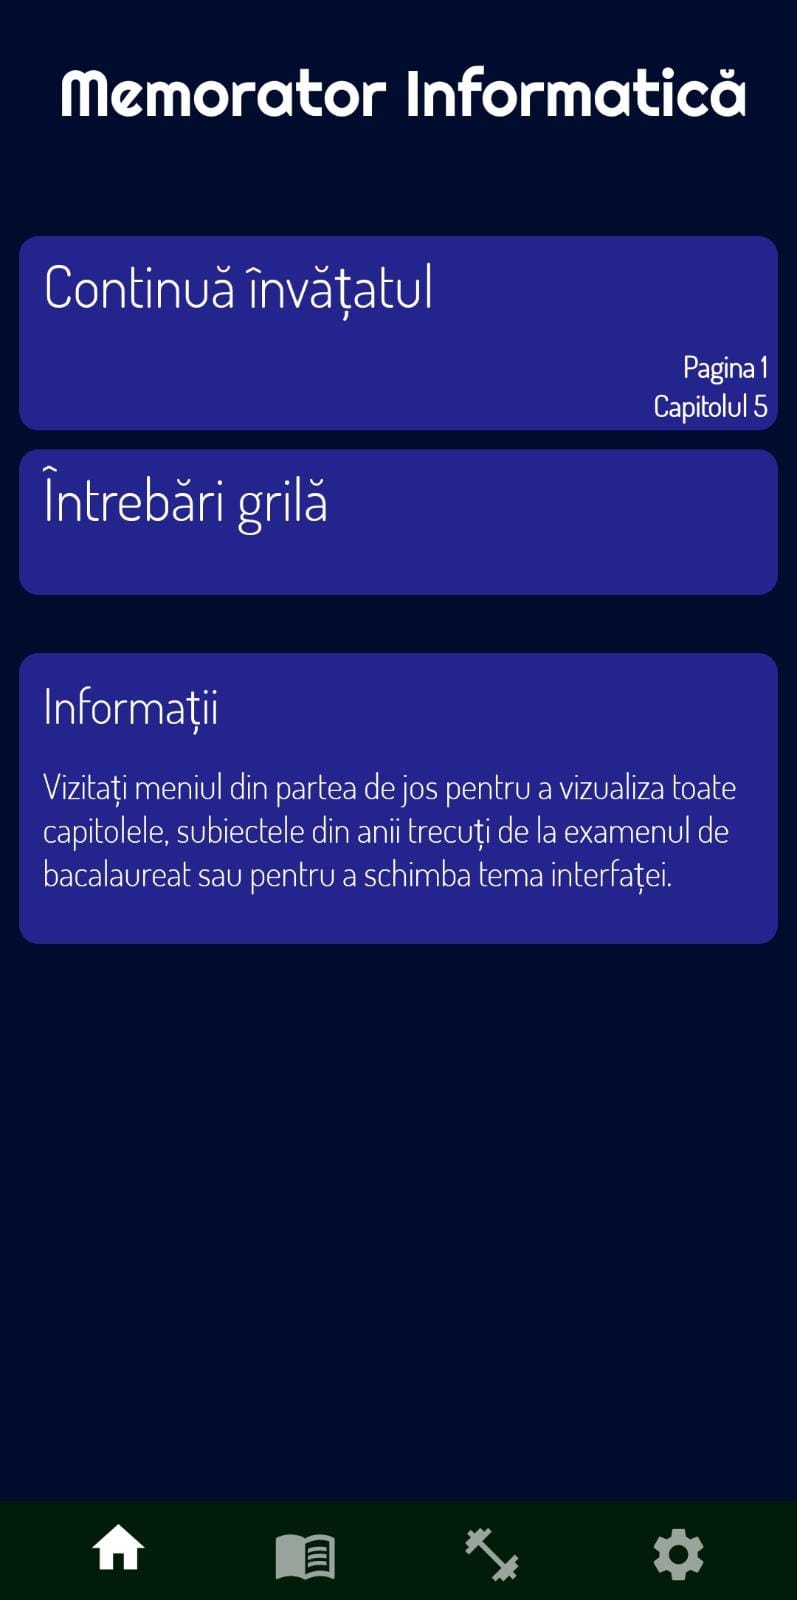 Memorator Informatică
Continuă învățatul
Pagina 1
Capitolul 5
Întrebări grilă
Informații
Vizitați meniul din partea de jos pentru a vizualiza toate
capitolele, subiectele din anii trecuți de la examenul de
bacalaureat sau pentru a schimba tema interfaței.